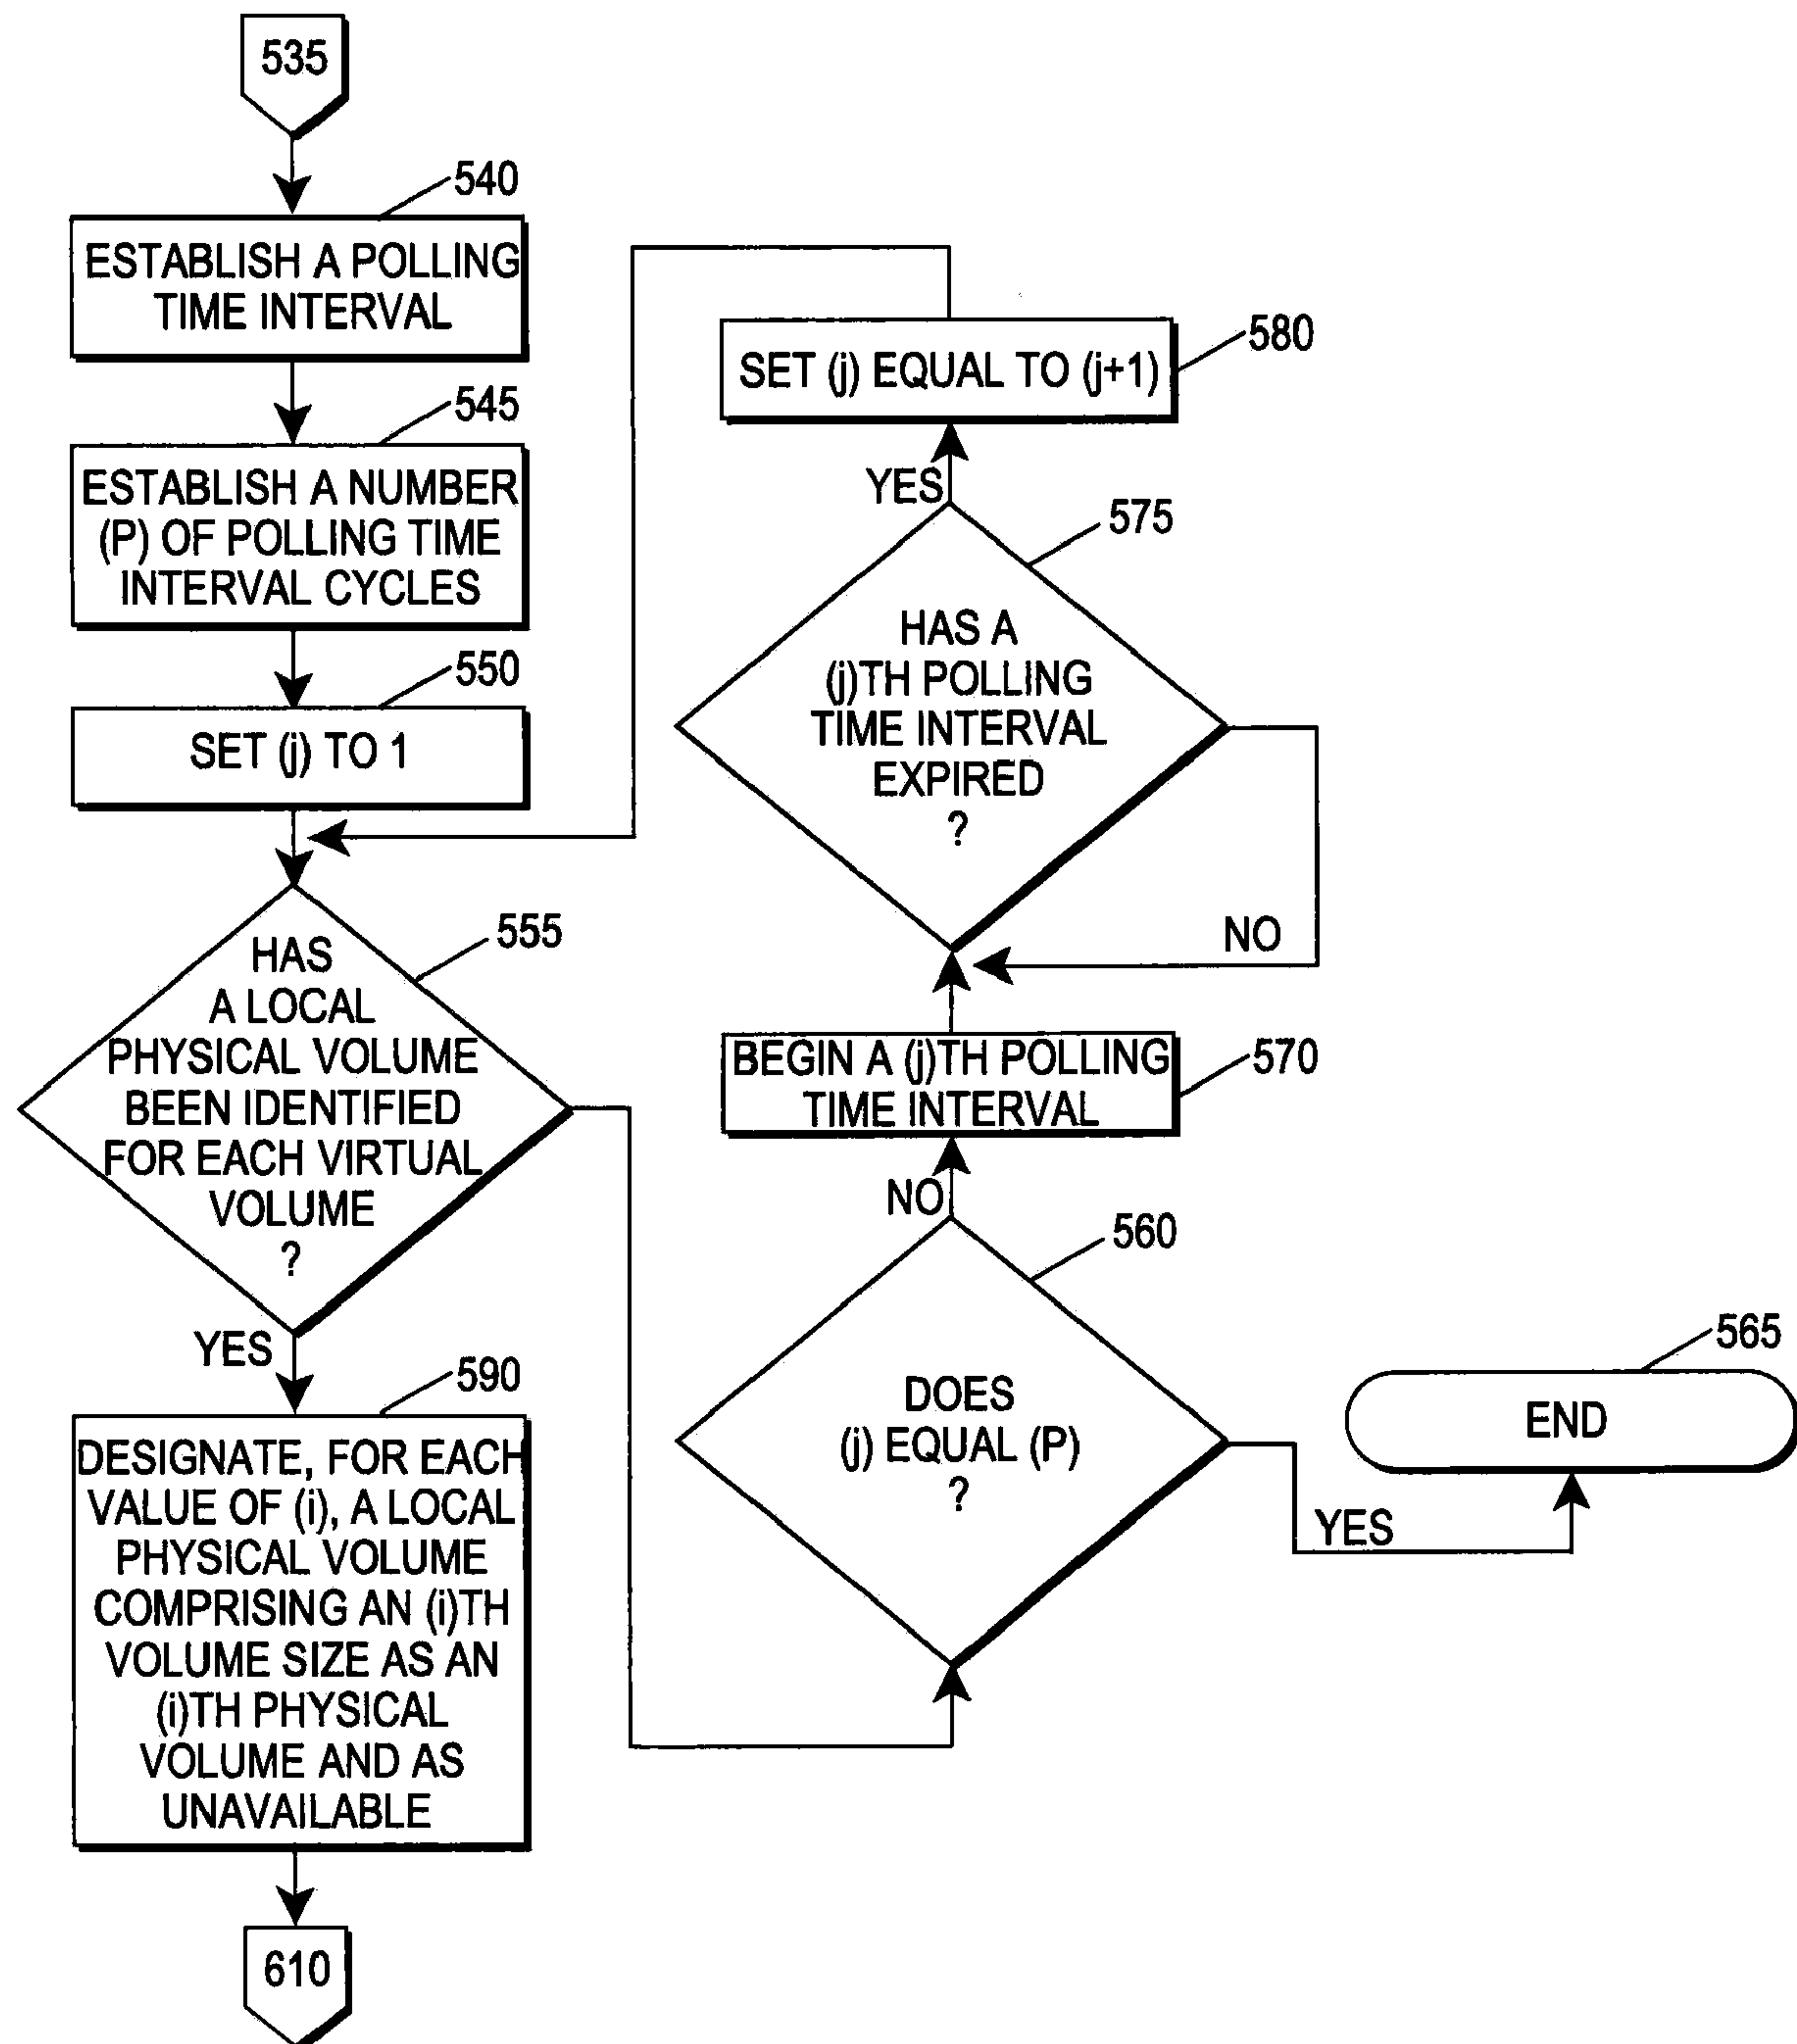 535
540
ESTABLISH A POLLING
TIME INTERVAL
545
ESTABLISH A NUMBER
(P) OF POLLING TIME
INTERVAL CYCLES
550
SET (j) TO 1
555
HAS
A LOCAL
PHYSICAL VOLUME
BEEN IDENTIFIED
FOR EACH VIRTUAL
VOLUME
?
YES
590
DESIGNATE, FOR EACH
VALUE OF (i), A LOCAL
PHYSICAL VOLUME
COMPRISING AN (i)TH
VOLUME SIZE AS AN
(i)TH PHYSICAL
VOLUME AND AS
UNAVAILABLE
610
580
SET (j) EQUAL TO (j+1)
YES
575
HAS A
(j)TH POLLING
TIME INTERVAL
EXPIRED
?
NO
570
BEGIN A (j)TH POLLING
TIME INTERVAL
NO
560
DOES
(j) EQUAL (P)
?
YES
565
END